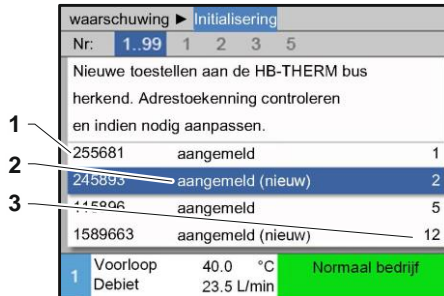 waarschuwing ► Initialisering
Nr: 1..99 1 2 3 5
Nieuwe toestellen aan de HB-THERM bus
herkend. Adrestoekenning controleren
en indien nodig aanpassen.
1
255681 aangemeld 1
2
245893 aangemeld (nieuw) 2
3
115896 aangemeld 5
1589663 aangemeld (nieuw) 12
1
Voorloop 40.0 °C
Debiet 23.5 L/min
Normaal bedrijf